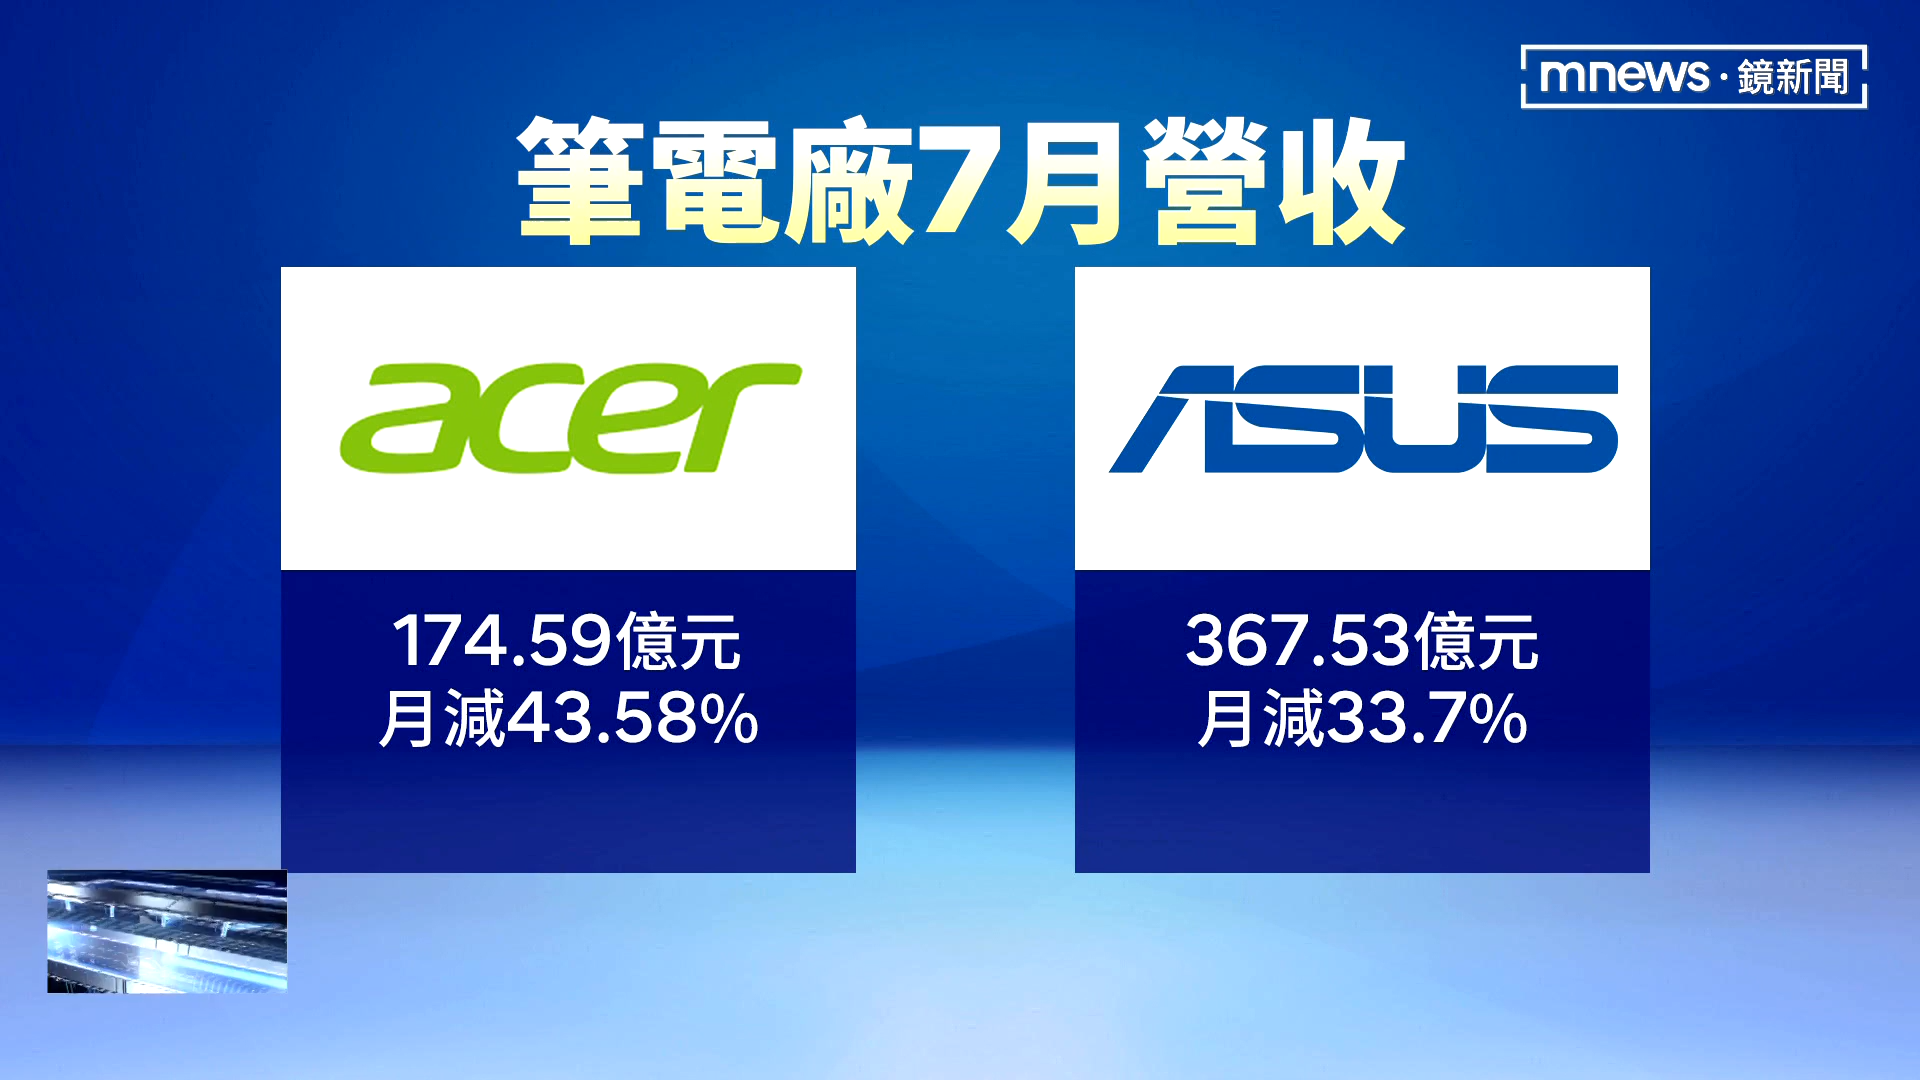 mnews·鏡新聞
筆電廠7月營收
acer
ASUS
174.59億元
月減43.58%
367.53億元
月減33.7%